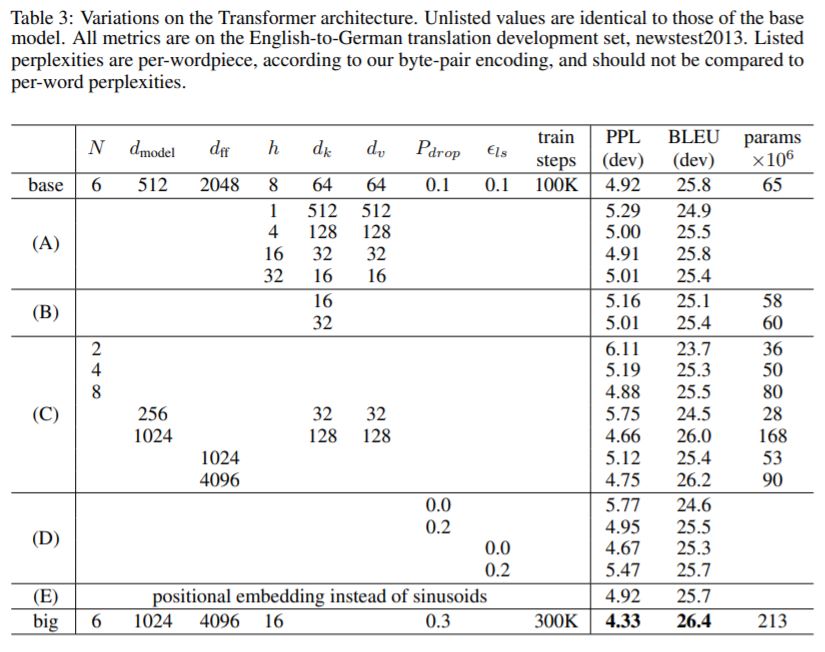 Table 3: Variations on the Transformer architecture. Unlisted values are identical to those of the base
model. All metrics are on the English-to-German translation development set, newstest2013. Listed
perplexities are per-wordpiece, according to our byte-pair encoding, and should not be compared to
per-word perplexities.
N d_model d_ff h d_k d_v P_drop ϵ_ls train steps PPL (dev) BLEU (dev) params ×10⁶
base 6 512 2048 8 64 64 0.1 0.1 100K 4.92 25.8 65
(A)
1 512 512 5.29 24.9
4 128 128 5.00 25.5
16 32 32 4.91 25.8
32 16 16 5.01 25.4
(B)
16 5.16 25.1 58
32 5.01 25.4 60
(C)
2 6.11 23.7 36
4 5.19 25.3 50
8 4.88 25.5 80
256 32 32 5.75 24.5 28
1024 128 128 4.66 26.0 168
1024 5.12 25.4 53
4096 4.75 26.2 90
(D)
0.0 5.77 24.6
0.2 4.95 25.5
0.0 4.67 25.3
0.2 5.47 25.7
(E) positional embedding instead of sinusoids 4.92 25.7
big 6 1024 4096 16 0.3 300K 4.33 26.4 213